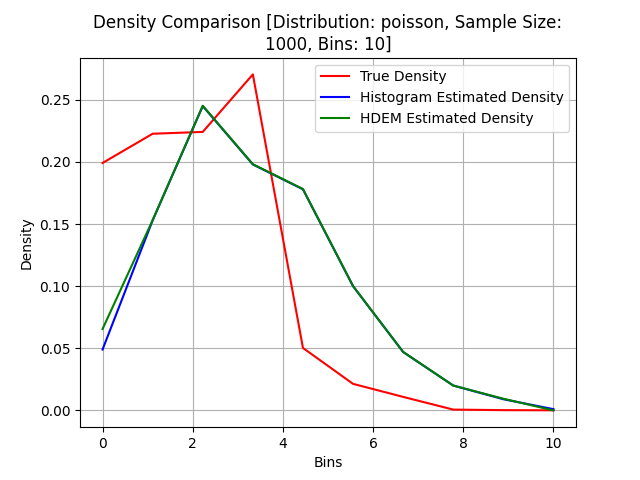 Density Comparison [Distribution: poisson, Sample Size:
1000, Bins: 10]
True Density
Histogram Estimated Density
HDEM Estimated Density
Density
0.25
0.20
0.15
0.10
0.05
0.00
0 2 4 6 8 10
Bins